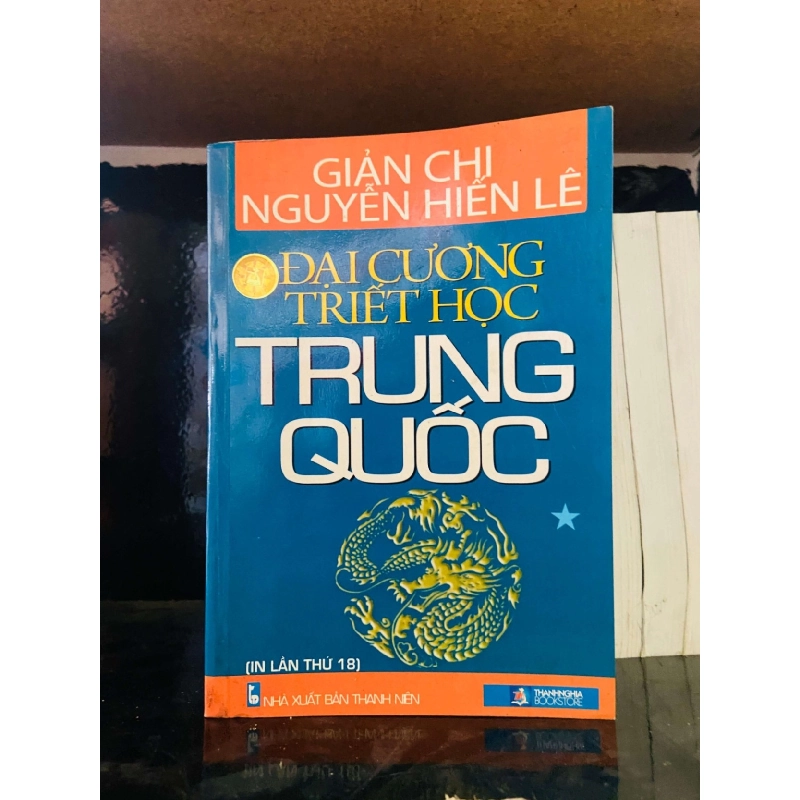 GIẢN CHI
NGUYỄN HIẾN LÊ
ĐẠI CƯƠNG
TRIẾT HỌC
TRUNG
QUỐC
(IN LẦN THỨ 18)
NHÀ XUẤT BẢN THANH NIÊN
THANHNGHIA
BOOKSTORE